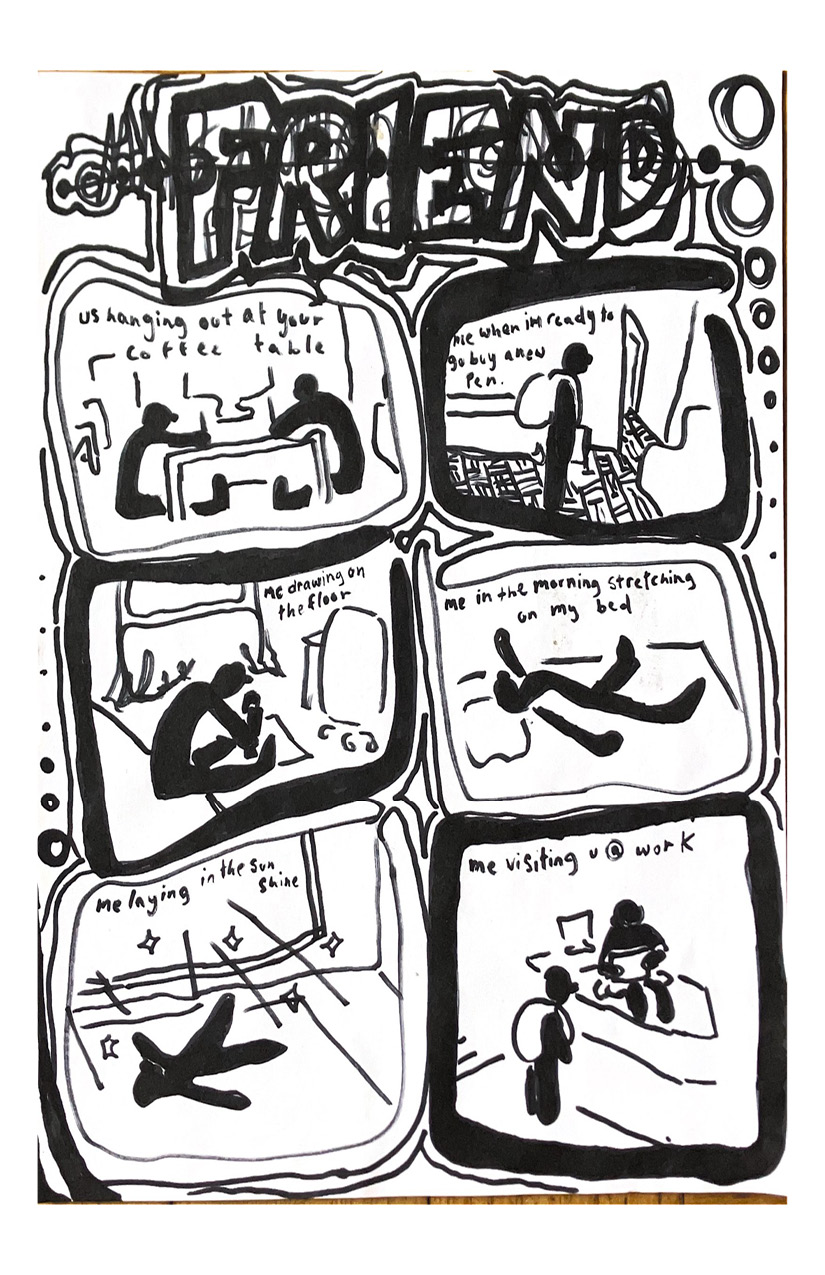 FRIEND
us hanging out at your
coffee table
me when im ready to
go buy a new
Pen.
me drawing on
the floor
me in the morning stretching
on my bed
me laying in the sun
shine
me visiting u @ work